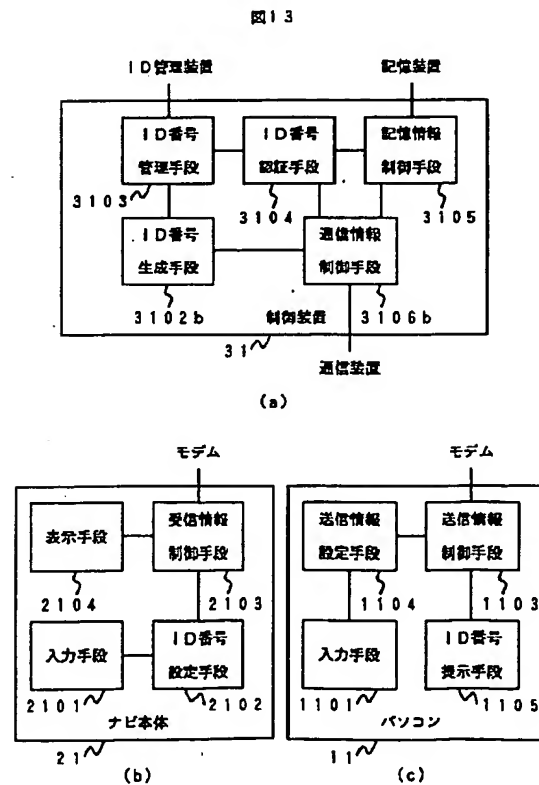 図13
ID管理装置 記憶装置
ID番号 ID番号 記憶情報
管理手段 認証手段 制御手段
3103 3104 3105
ID番号 通信情報
生成手段 制御手段
3102b 制御装置 3106b
31 通信装置
(a)
モデム モデム
表示手段 受信情報 送信情報 送信情報
制御手段 設定手段 制御手段
2104 2103 1104 1103
入力手段 ID番号 入力手段 ID番号
設定手段 提示手段
2101 2102 1101 1105
ナビ本体 パソコン
21 11
(b) (c)